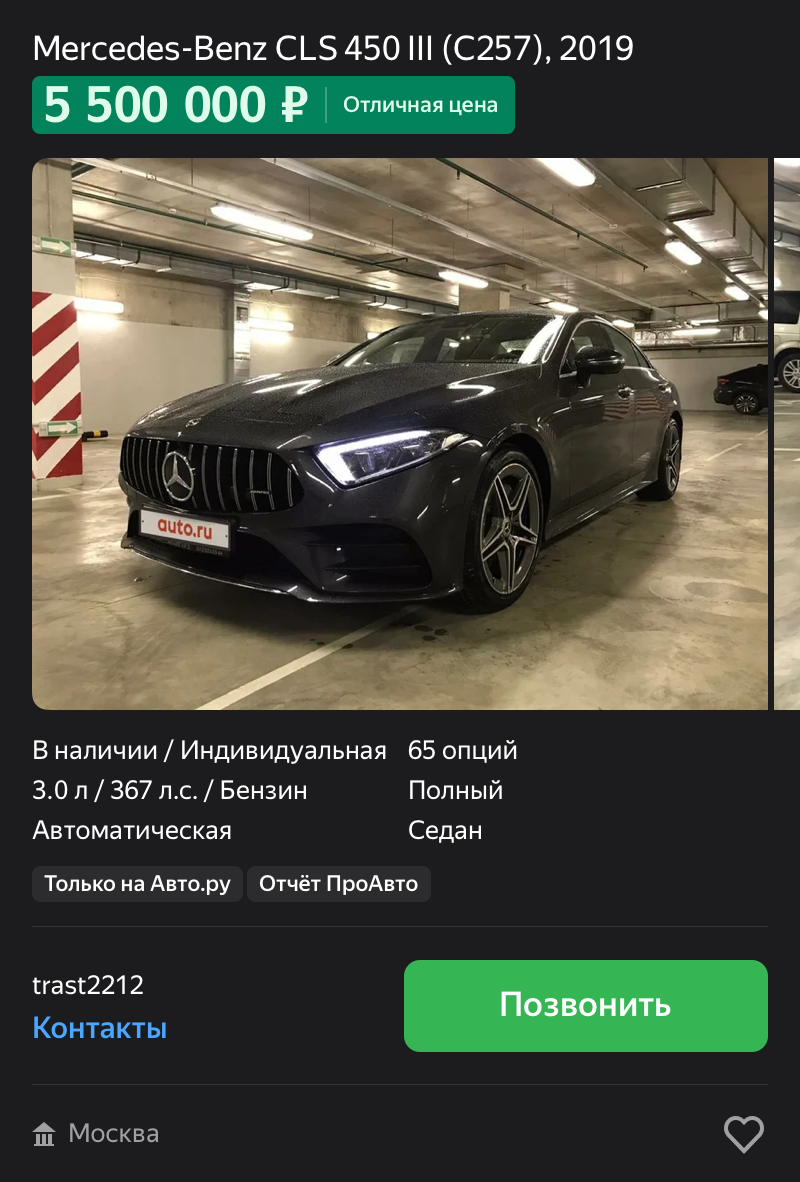 Mercedes-Benz CLS 450 III (C257), 2019
5 500 000 ₽
Отличная цена
auto.ru
В наличии / Индивидуальная
65 опций
3.0 л / 367 л.с. / Бензин
Полный
Автоматическая
Седан
Только на Авто.ру
Отчёт ПроАвто
trast2212
Позвонить
Контакты
Москва